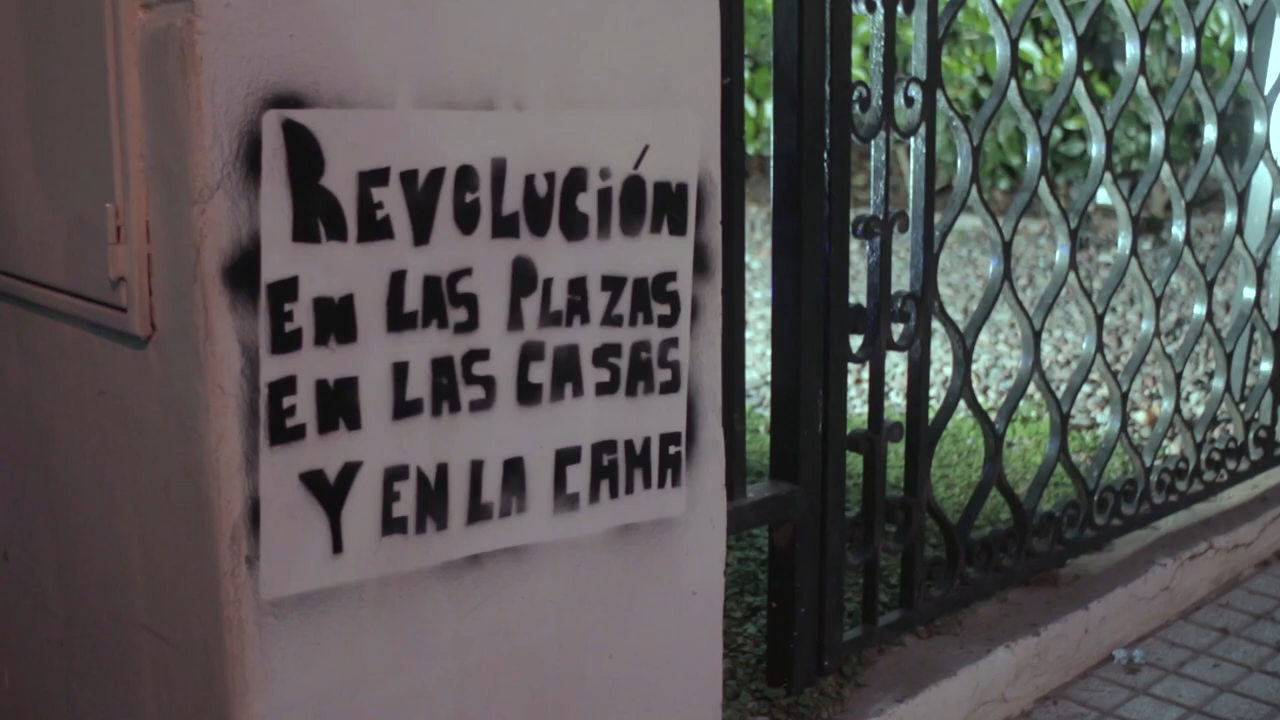 REVOLUCIÓN
EN LAS PLAZAS
EN LAS CASAS
Y EN LA CAMA